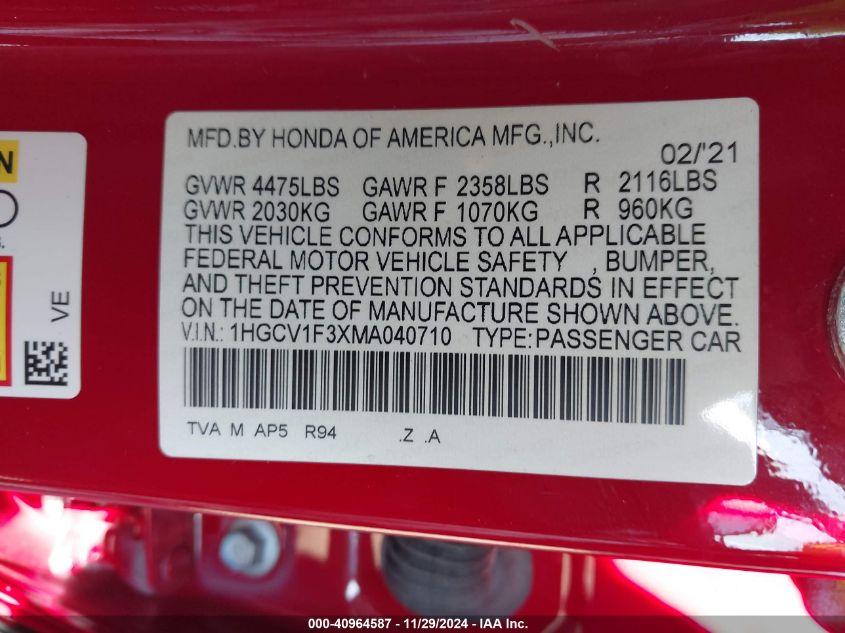 MFD.BY HONDA OF AMERICA MFG.,INC.
02/'21
GVWR 4475LBS GAWR F 2358LBS R 2116LBS
GVWR 2030KG GAWR F 1070KG R 960KG
THIS VEHICLE CONFORMS TO ALL APPLICABLE
FEDERAL MOTOR VEHICLE SAFETY , BUMPER,
AND THEFT PREVENTION STANDARDS IN EFFECT
ON THE DATE OF MANUFACTURE SHOWN ABOVE.
V.I.N.: 1HGCV1F3XMA040710 TYPE:PASSENGER CAR
TVA M AP5 R94 .Z .A
VE
000-40964587 - 11/29/2024 - IAA Inc.